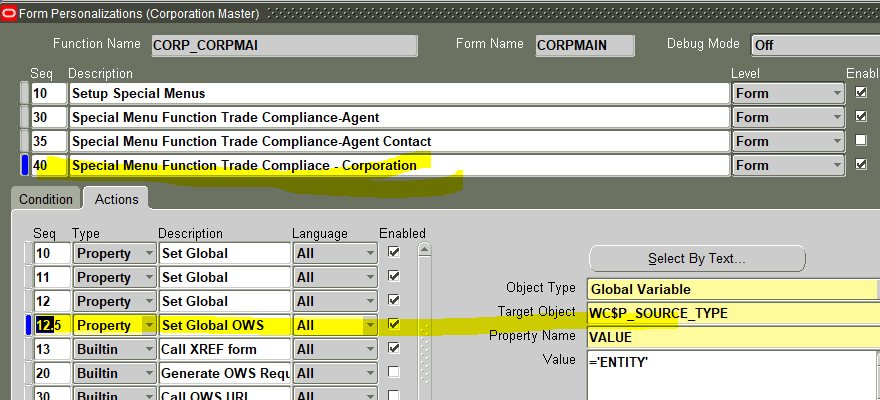 Form Personalizations (Corporation Master)
Function Name CORP_CORPMAI Form Name CORPMAIN Debug Mode Off
Seq Description Level Enabl
10 Setup Special Menus Form
30 Special Menu Function Trade Compliance-Agent Form
35 Special Menu Function Trade Compliance-Agent Contact Form
40 Special Menu Function Trade Compliace - Corporation Form
Condition Actions
Seq Type Description Language Enabled
10 Property Set Global All
11 Property Set Global All
12 Property Set Global All
12.5 Property Set Global OWS All
13 Builtin Call XREF form All
20 Builtin Generate OWS Requ All
30 Builtin Call OWS URL All
Select By Text...
Object Type Global Variable
Target Object WC$P_SOURCE_TYPE
Property Name VALUE
Value ='ENTITY'